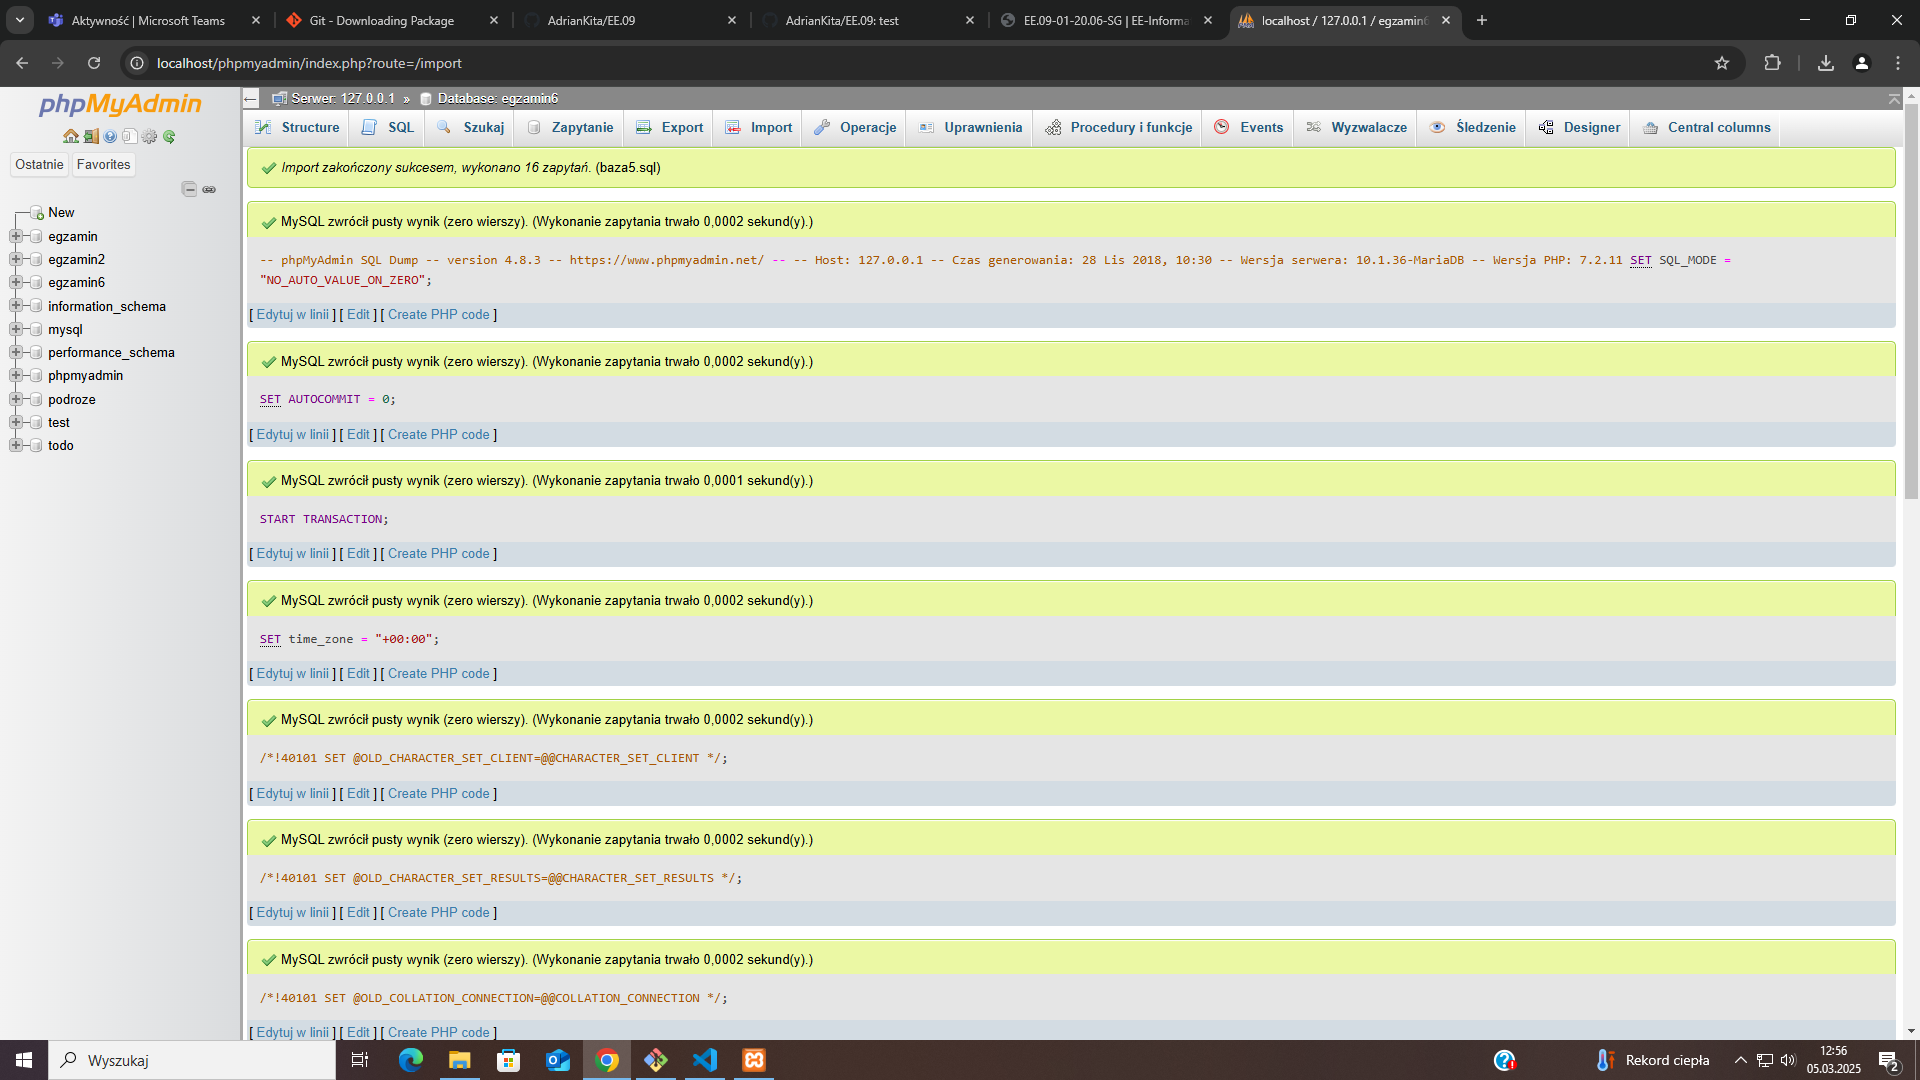 Aktywność | Microsoft Teams
Git - Downloading Package
AdrianKita/EE.09
AdrianKita/EE.09: test
EE.09-01-20.06-SG | EE-Informa
localhost / 127.0.0.1 / egzamin6
localhost/phpmyadmin/index.php?route=/import
phpMyAdmin
Ostatnie
Favorites
New
egzamin
egzamin2
egzamin6
information_schema
mysql
performance_schema
phpmyadmin
podroze
test
todo
Serwer: 127.0.0.1 » Database: egzamin6
Structure
SQL
Szukaj
Zapytanie
Export
Import
Operacje
Uprawnienia
Procedury i funkcje
Events
Wyzwalacze
Śledzenie
Designer
Central columns
Import zakończony sukcesem, wykonano 16 zapytań. (baza5.sql)
MySQL zwrócił pusty wynik (zero wierszy). (Wykonanie zapytania trwało 0,0002 sekund(y).)
-- phpMyAdmin SQL Dump -- version 4.8.3 -- https://www.phpmyadmin.net/ -- -- Host: 127.0.0.1 -- Czas generowania: 28 Lis 2018, 10:30 -- Wersja serwera: 10.1.36-MariaDB -- Wersja PHP: 7.2.11 SET SQL_MODE =
"NO_AUTO_VALUE_ON_ZERO";
[ Edytuj w linii ] [ Edit ] [ Create PHP code ]
MySQL zwrócił pusty wynik (zero wierszy). (Wykonanie zapytania trwało 0,0002 sekund(y).)
SET AUTOCOMMIT = 0;
[ Edytuj w linii ] [ Edit ] [ Create PHP code ]
MySQL zwrócił pusty wynik (zero wierszy). (Wykonanie zapytania trwało 0,0001 sekund(y).)
START TRANSACTION;
[ Edytuj w linii ] [ Edit ] [ Create PHP code ]
MySQL zwrócił pusty wynik (zero wierszy). (Wykonanie zapytania trwało 0,0002 sekund(y).)
SET time_zone = "+00:00";
[ Edytuj w linii ] [ Edit ] [ Create PHP code ]
MySQL zwrócił pusty wynik (zero wierszy). (Wykonanie zapytania trwało 0,0002 sekund(y).)
/*!40101 SET @OLD_CHARACTER_SET_CLIENT=@@CHARACTER_SET_CLIENT */;
[ Edytuj w linii ] [ Edit ] [ Create PHP code ]
MySQL zwrócił pusty wynik (zero wierszy). (Wykonanie zapytania trwało 0,0002 sekund(y).)
/*!40101 SET @OLD_CHARACTER_SET_RESULTS=@@CHARACTER_SET_RESULTS */;
[ Edytuj w linii ] [ Edit ] [ Create PHP code ]
MySQL zwrócił pusty wynik (zero wierszy). (Wykonanie zapytania trwało 0,0002 sekund(y).)
/*!40101 SET @OLD_COLLATION_CONNECTION=@@COLLATION_CONNECTION */;
[ Edytuj w linii ] [ Edit ] [ Create PHP code ]
Wyszukaj
Rekord ciepła
12:56
05.03.2025
2